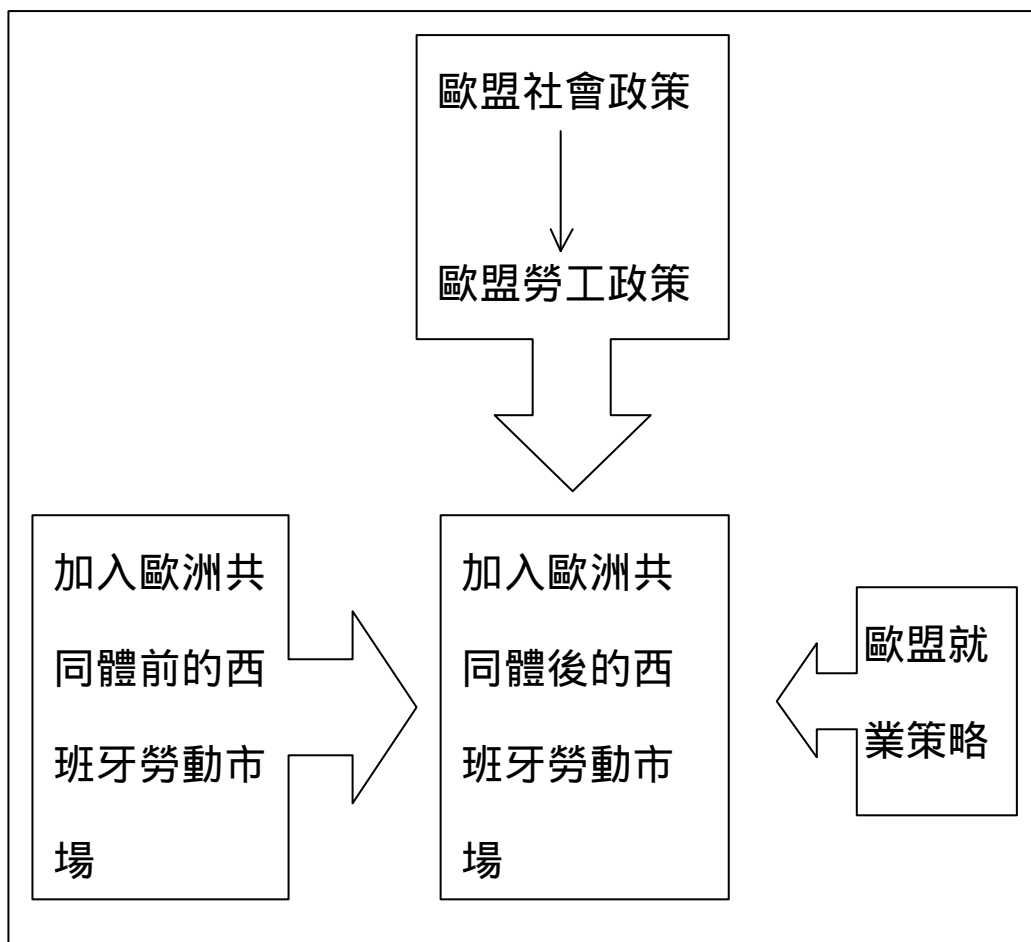 歐盟社會政策
歐盟勞工政策
加入歐洲共
同體前的西
班牙勞動市
場
加入歐洲共
同體後的西
班牙勞動市
場
歐盟就
業策略